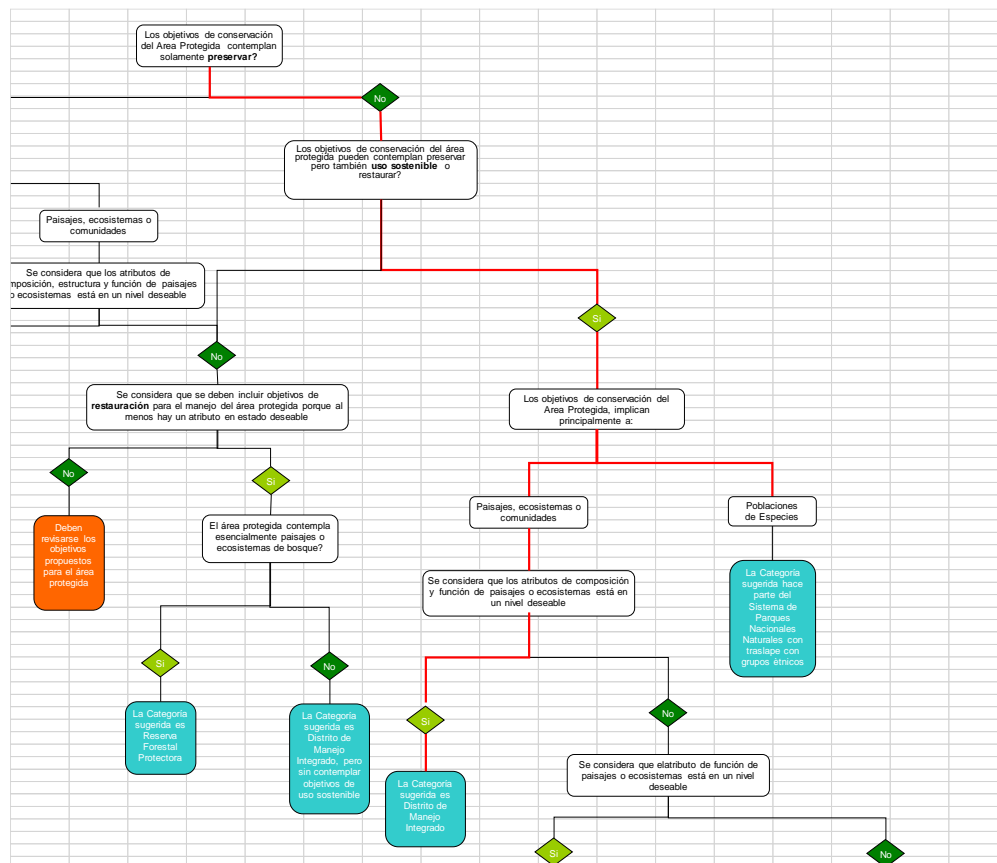 Los objetivos de conservación
del Area Protegida contemplan
solamente preservar?
No
Los objetivos de conservación del área
protegida pueden contemplan preservar
pero también uso sostenible o
restaurar?
Paisajes, ecosistemas o
comunidades
Se considera que los atributos de
mposición, estructura y función de paisajes
o ecosistemas está en un nivel deseable
Si
No
Se considera que se deben incluir objetivos de
restauración para el manejo del área protegida porque al
menos hay un atributo en estado deseable
Los objetivos de conservación del
Area Protegida, implican
principalmente a:
No
Si
Paisajes, ecosistemas o
comunidades
Poblaciones
de Especies
Deben
revisarse los
objetivos
propuestos
para el área
protegida
El área protegida contempla
esencialmente paisajes o
ecosistemas de bosque?
Se considera que los atributos de composición
y función de paisajes o ecosistemas está en
un nivel deseable
La Categoría
sugerida hace
parte del
Sistema de
Parques
Nacionales
Naturales con
traslape con
grupos ètnicos
Si
No
Si
No
La Categoría
sugerida es
Reserva
Forestal
Protectora
La Categoría
sugerida es
Distrito de
Manejo
Integrado, pero
sin contemplar
objetivos de
uso sostenible
La Categoría
sugerida es
Distrito de
Manejo
Integrado
Se considera que elatributo de función de
paisajes o ecosistemas está en un nivel
deseable
Si
No